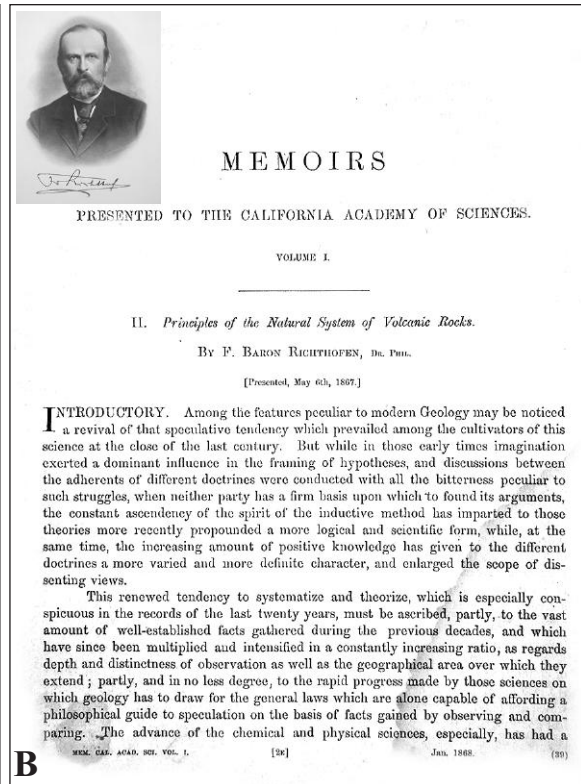 MEMOIRS
PRESENTED TO THE CALIFORNIA ACADEMY OF SCIENCES.
VOLUME I.
II. Principles of the Natural System of Volcanic Rocks.
BY F. BARON RICHTHOFEN, DR. PHIL.
[Presented, May 6th, 1867.]
INTRODUCTORY. Among the features peculiar to modern Geology may be noticed
a revival of that speculative tendency which prevailed among the cultivators of this
science at the close of the last century. But while in those early times imagination
exerted a dominant influence in the framing of hypotheses, and discussions between
the adherents of different doctrines were conducted with all the bitterness peculiar to
such struggles, when neither party has a firm basis upon which to found its arguments,
the constant ascendency of the spirit of the inductive method has imparted to those
theories more recently propounded a more logical and scientific form, while, at the
same time, the increasing amount of positive knowledge has given to the different
doctrines a more varied and more definite character, and enlarged the scope of dis-
senting views.
This renewed tendency to systematize and theorize, which is especially con-
spicuous in the records of the last twenty years, must be ascribed, partly, to the vast
amount of well-established facts gathered during the previous decades, and which
have since been multiplied and intensified in a constantly increasing ratio, as regards
depth and distinctness of observation as well as the geographical area over which they
extend; partly, and in no less degree, to the rapid progress made by those sciences on
which geology has to draw for the general laws which are alone capable of affording a
philosophical guide to speculation on the basis of facts gained by observing and com-
paring. The advance of the chemical and physical sciences, especially, has had a
MEM. CAL. ACAD. SCI. VOL. I. [2E] JAN. 1868. (39)
B